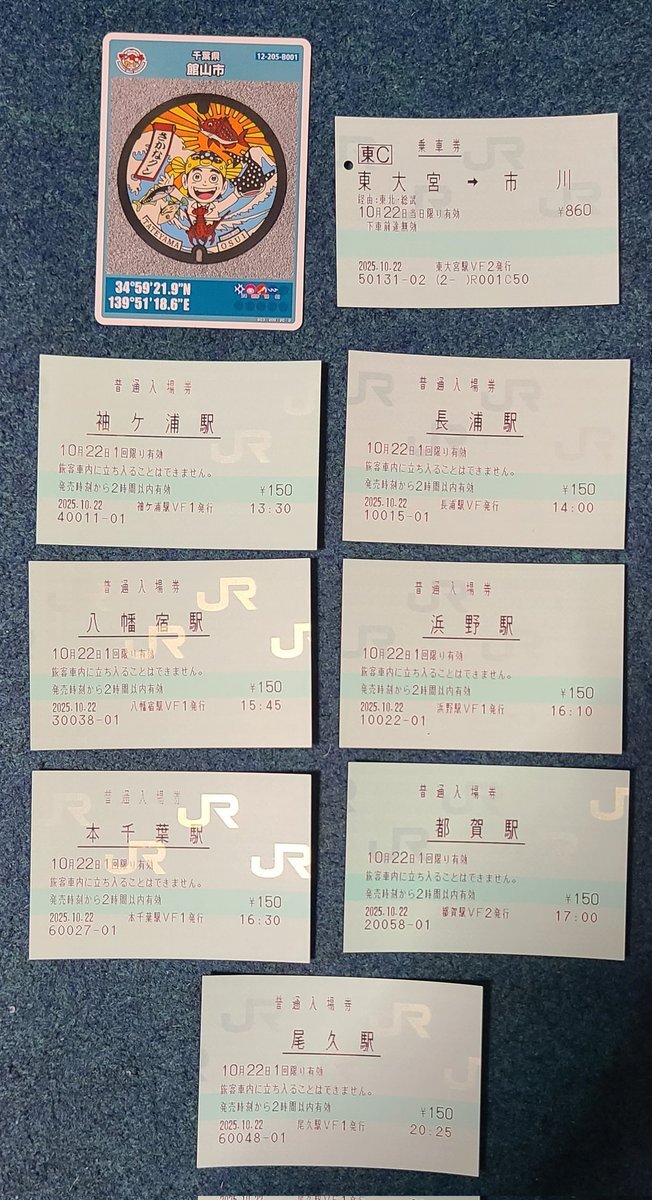 千葉県
館山市
12-205-B001
さかなクン
TATEYAMA
OSUTI
34°59'21.9"N
139°51'18.6"E
東C
乗車券
東大宮 → 市川
経由:東北・総武
10月22日当日限り有効
¥860
下車前途無効
2025.10.22 東大宮駅VF2発行
50131-02 (2- )R001C50
普通入場券
袖ケ浦駅
10月22日1回限り有効
旅客車内に立ち入ることはできません。
発売時刻から2時間以内有効 ¥150
2025.10.22 袖ケ浦駅VF1発行 13:30
40011-01
JR
普通入場券
長浦駅
10月22日1回限り有効
旅客車内に立ち入ることはできません。
発売時刻から2時間以内有効 ¥150
2025.10.22 長浦駅VF1発行 14:00
10015-01
JR
普通入場券
八幡宿駅
10月22日1回限り有効
旅客車内に立ち入ることはできません。
発売時刻から2時間以内有効 ¥150
2025.10.22 八幡宿駅VF1発行 15:45
30038-01
JR
普通入場券
浜野駅
10月22日1回限り有効
旅客車内に立ち入ることはできません。
発売時刻から2時間以内有効 ¥150
2025.10.22 浜野駅VF1発行 16:10
10022-01
JR
普通入場券
本千葉駅
10月22日1回限り有効
旅客車内に立ち入ることはできません。
発売時刻から2時間以内有効 ¥150
2025.10.22 本千葉駅VF1発行 16:30
60027-01
JR
普通入場券
都賀駅
10月22日1回限り有効
旅客車内に立ち入ることはできません。
発売時刻から2時間以内有効 ¥150
2025.10.22 都賀駅VF2発行 17:00
20058-01
JR
普通入場券
尾久駅
10月22日1回限り有効
旅客車内に立ち入ることはできません。
発売時刻から2時間以内有効 ¥150
2025.10.22 尾久駅VF1発行 20:25
60048-01